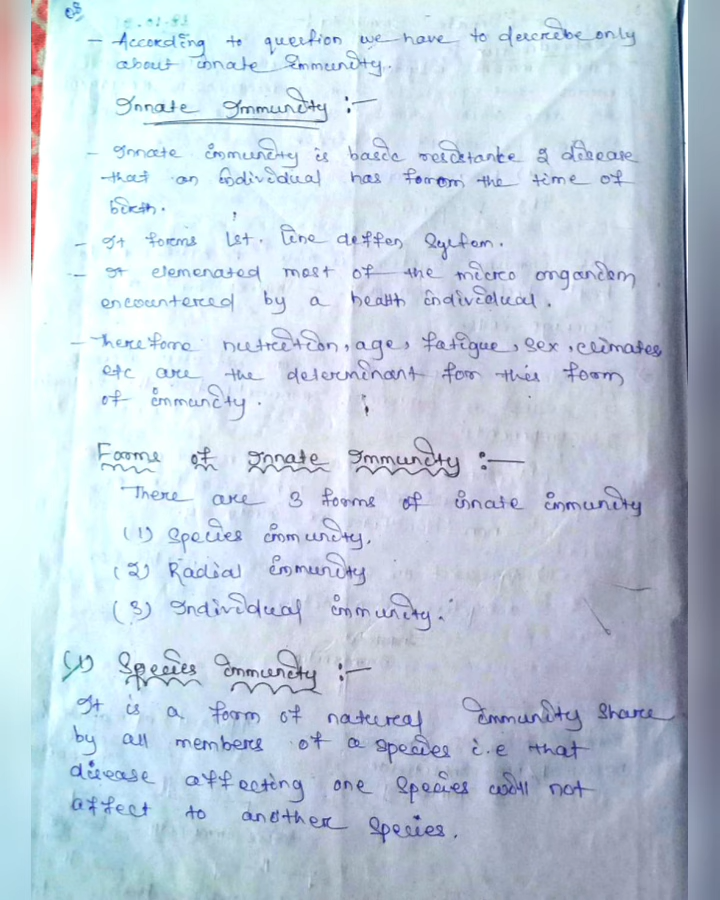 - According to question we have to descrebe only
about innate Immunity.
Innate Immunity :-
- Innate immunity is basic resistanke & disease
that an individual has forom the time of
birth.
- It forms 1st. line deffen System.
- It elemenated most of the micro organism
encountered by a health individual.
- Therefore nutrition, age, fatigue, sex, climates
etc are the determinant for this form
of immunity.
Forms of Innate Immunity :-
There are 3 forms of innate immunity
(1) Species immunity.
(2) Radial immunity
(3) Individual immunity.
(1) Species immunity :-
It is a form of natural immunity share
by all members of a species i.e that
disease affecting one species will not
affect to another species.